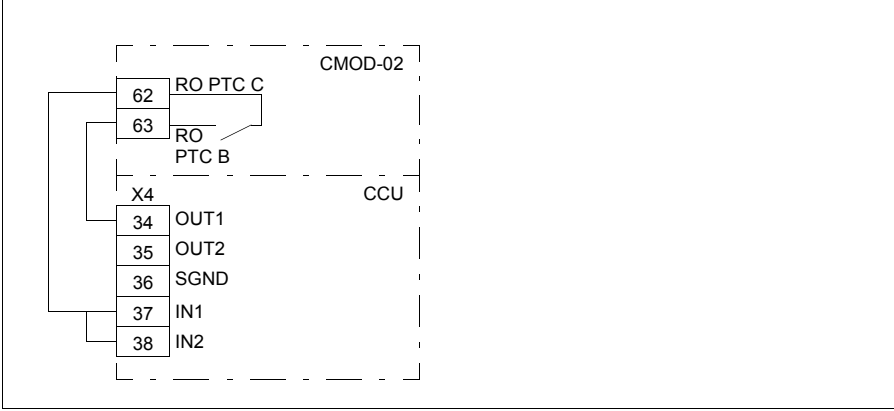 CMOD-02
62 RO PTC C
63 RO
PTC B
X4 CCU
34 OUT1
35 OUT2
36 SGND
37 IN1
38 IN2